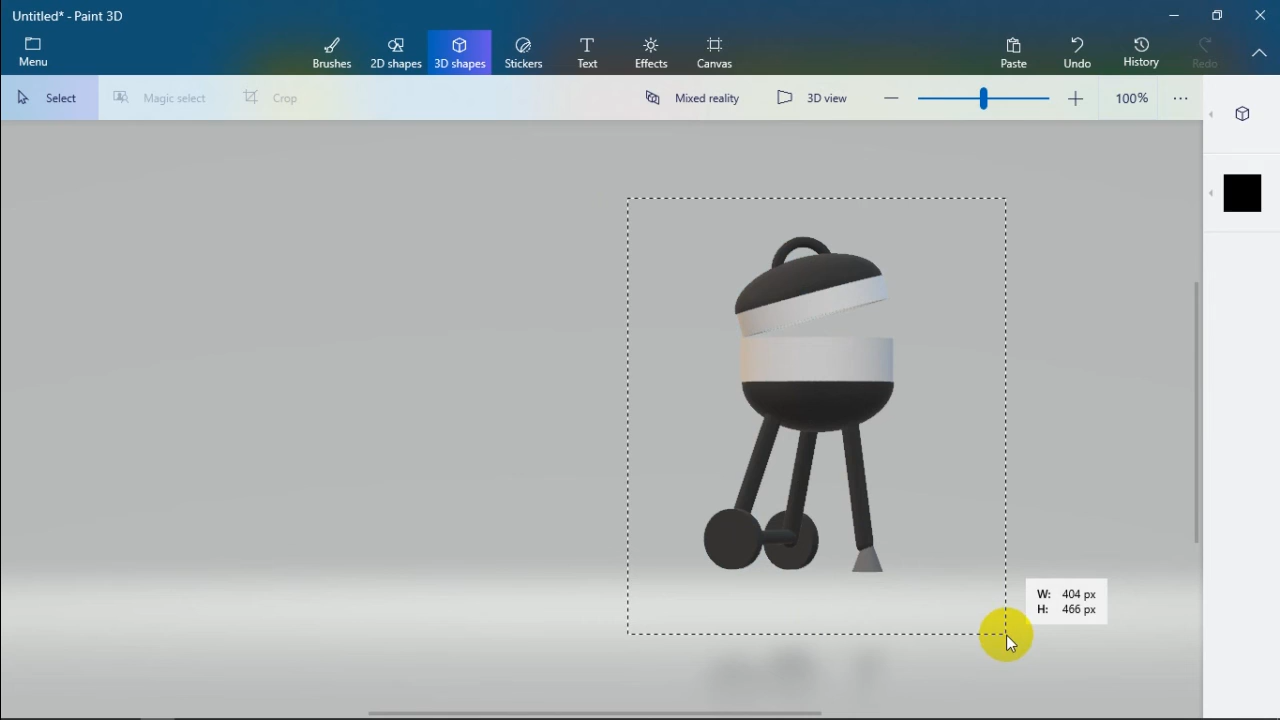 Untitled* - Paint 3D
Menu
Brushes
2D shapes
3D shapes
Stickers
Text
Effects
Canvas
Paste
Undo
History
Redo
Select
Magic select
Crop
Mixed reality
3D view
100%
W: 404 px
H: 466 px